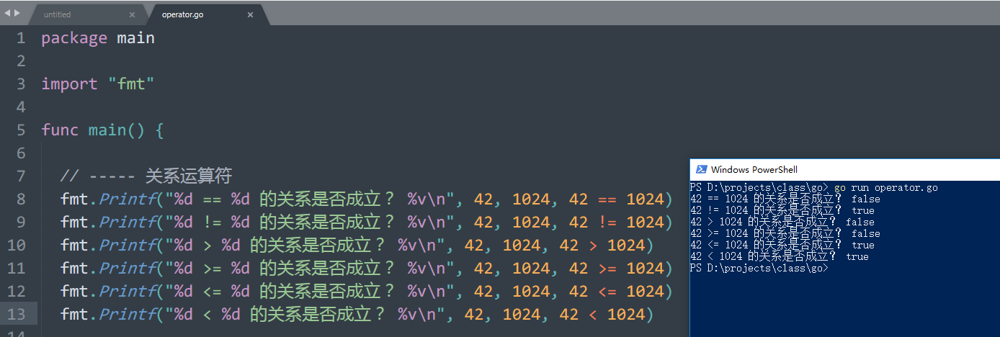 untitled
operator.go
1 package main
2
3 import "fmt"
4
5 func main() {
6
7 // ----- 关系运算符
8 fmt.Printf("%d == %d 的关系是否成立？ %v\n", 42, 1024, 42 == 1024)
9 fmt.Printf("%d != %d 的关系是否成立？ %v\n", 42, 1024, 42 != 1024)
10 fmt.Printf("%d > %d 的关系是否成立？ %v\n", 42, 1024, 42 > 1024)
11 fmt.Printf("%d >= %d 的关系是否成立？ %v\n", 42, 1024, 42 >= 1024)
12 fmt.Printf("%d <= %d 的关系是否成立？ %v\n", 42, 1024, 42 <= 1024)
13 fmt.Printf("%d < %d 的关系是否成立？ %v\n", 42, 1024, 42 < 1024)
Windows PowerShell
PS D:\projects\class\go> go run operator.go
42 == 1024 的关系是否成立？ false
42 != 1024 的关系是否成立？ true
42 > 1024 的关系是否成立？ false
42 >= 1024 的关系是否成立？ false
42 <= 1024 的关系是否成立？ true
42 < 1024 的关系是否成立？ true
PS D:\projects\class\go>